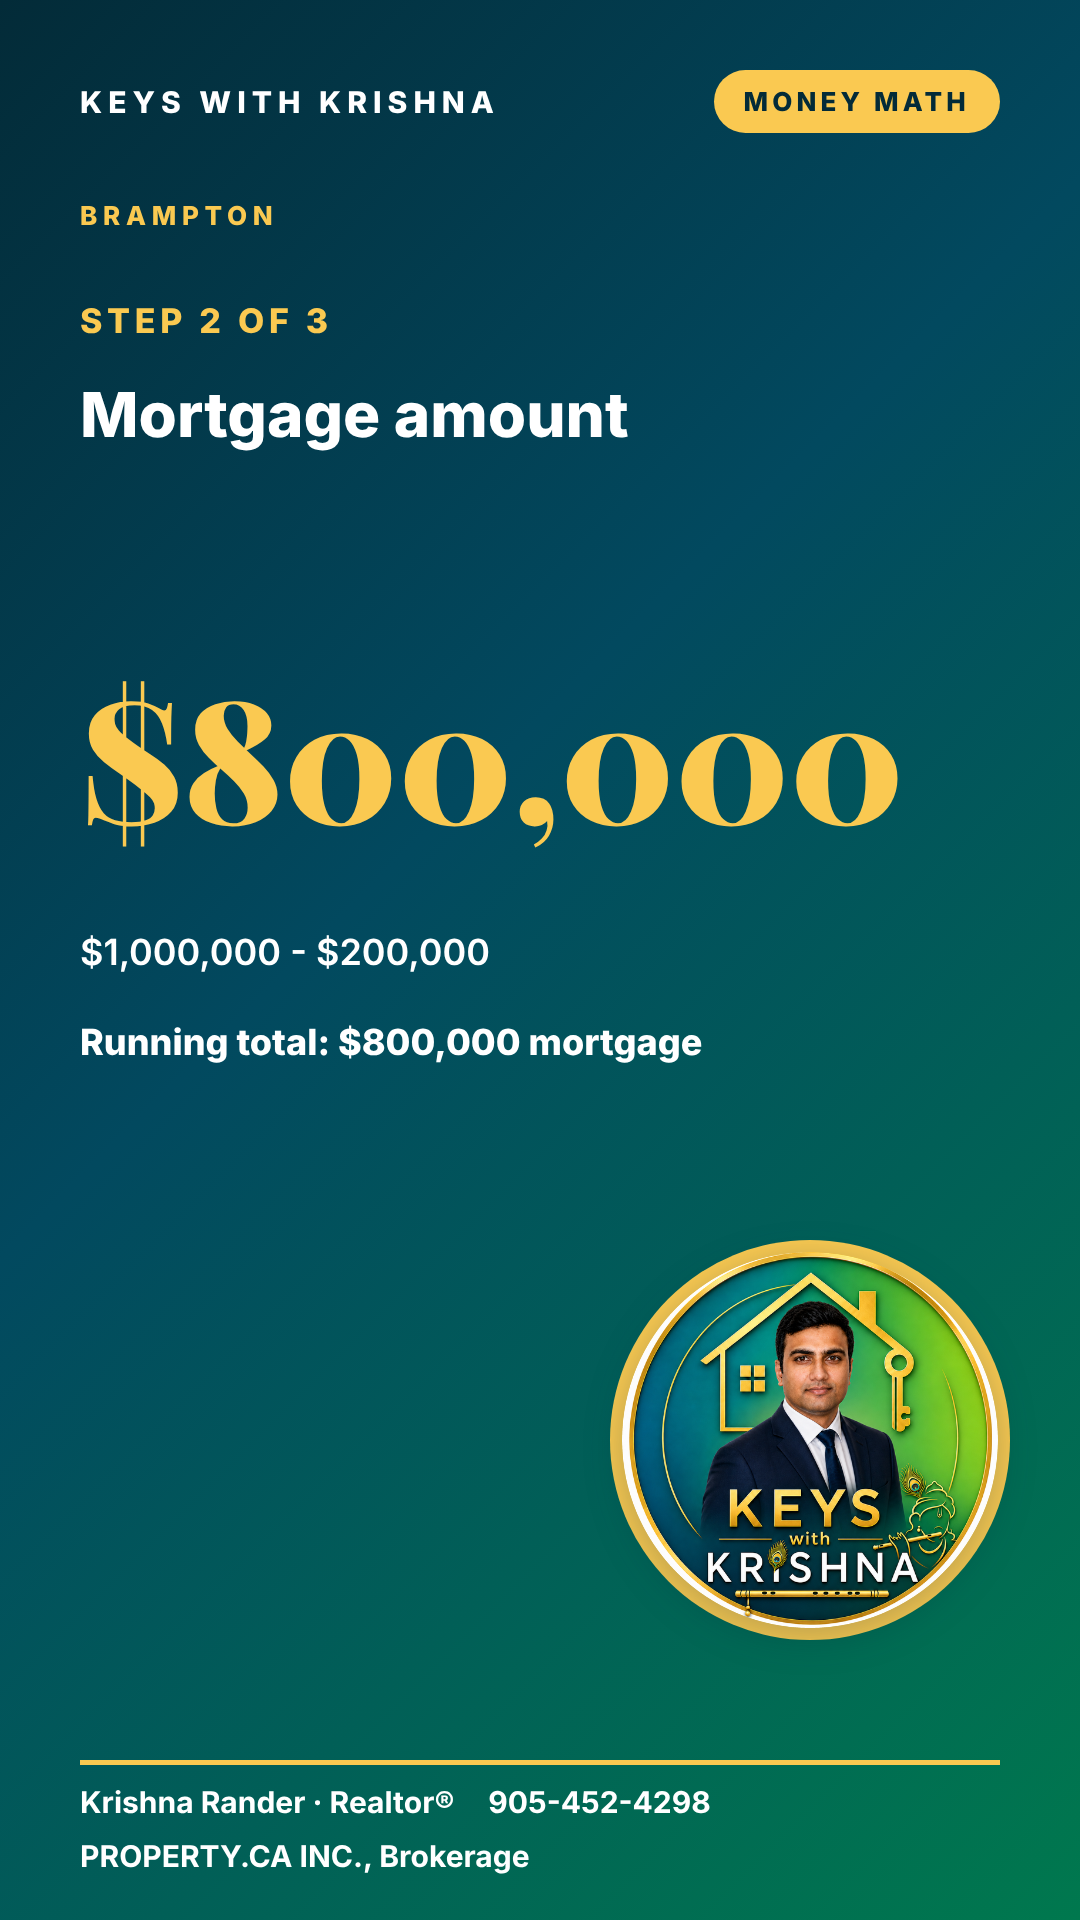 KEYS WITH KRISHNA
MONEY MATH
BRAMPTON
STEP 2 OF 3
Mortgage amount
$800,000
$1,000,000 - $200,000
Running total: $800,000 mortgage
KEYS
with
KRISHNA
Krishna Rander · Realtor® 905-452-4298
PROPERTY.CA INC., Brokerage